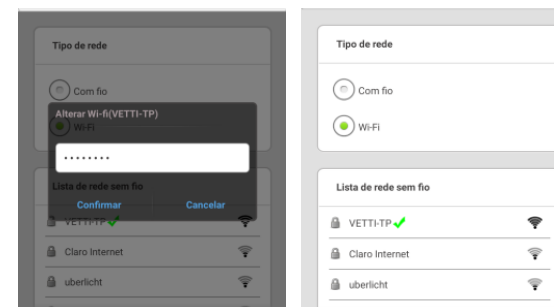 Tipo de rede
Com fio
Alterar Wi-fi(VETTI-TP)
Wi-Fi
........
Lista de rede sem fio
Confirmar Cancelar
VETTI-TP
Claro Internet
uberlicht
Tipo de rede
Com fio
Wi-Fi
Lista de rede sem fio
VETTI-TP
Claro Internet
uberlicht